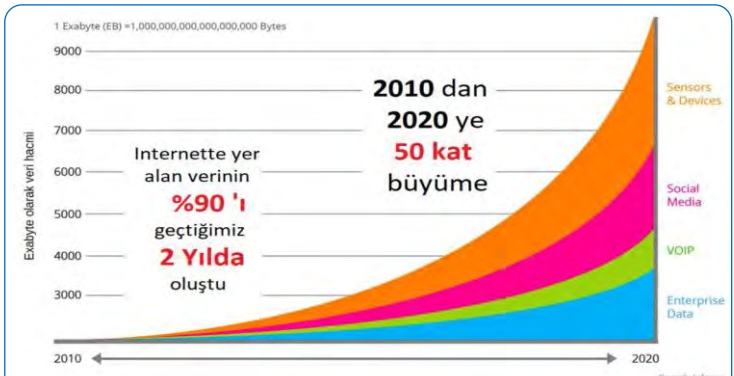 1 Exabyte (EB) =1,000,000,000,000,000,000 Bytes
9000
8000
7000
6000
5000
4000
3000
Exabyte olarak veri hacmi
Internette yer
alan verinin
%90 'ı
geçtiğimiz
2 Yılda
oluştu
2010 dan
2020 ye
50 kat
büyüme
Sensors
& Devices
Social
Media
VOIP
Enterprise
Data
2010
2020